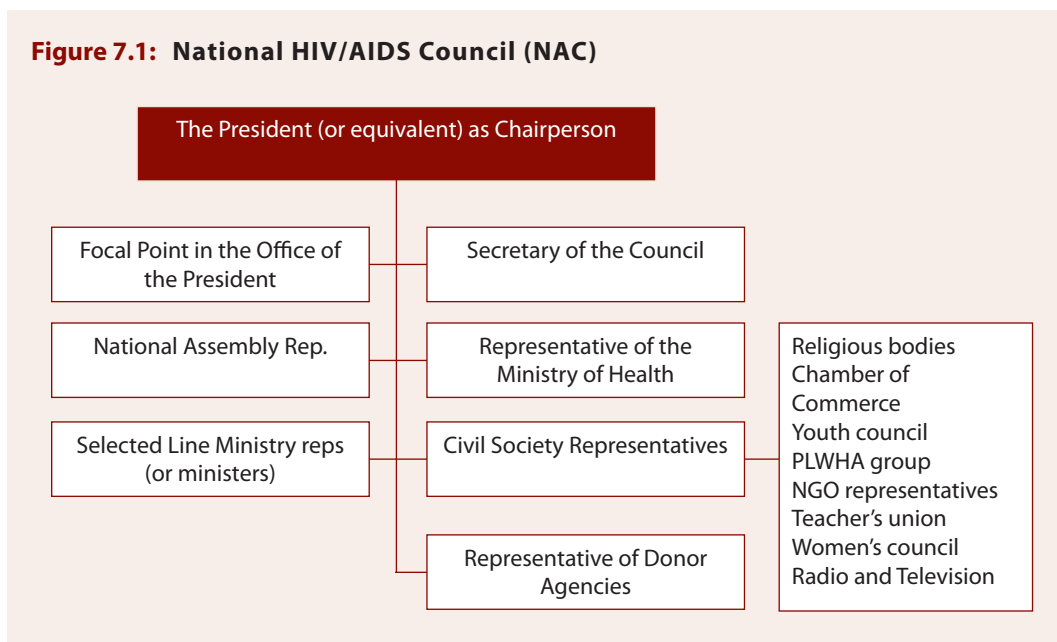 Figure 7.1: National HIV/AIDS Council (NAC)
The President (or equivalent) as Chairperson
Focal Point in the Office of
the President
Secretary of the Council
National Assembly Rep.
Representative of the
Ministry of Health
Selected Line Ministry reps
(or ministers)
Civil Society Representatives
Religious bodies
Chamber of
Commerce
Youth council
PLWHA group
NGO representatives
Teacher’s union
Women’s council
Radio and Television
Representative of Donor
Agencies